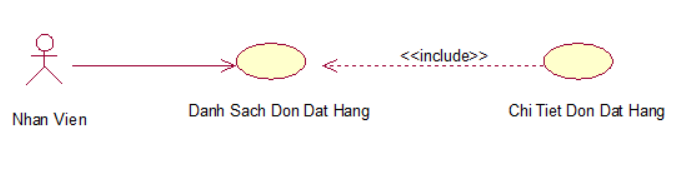 <<include>>
Nhan Vien
Danh Sach Don Dat Hang
Chi Tiet Don Dat Hang